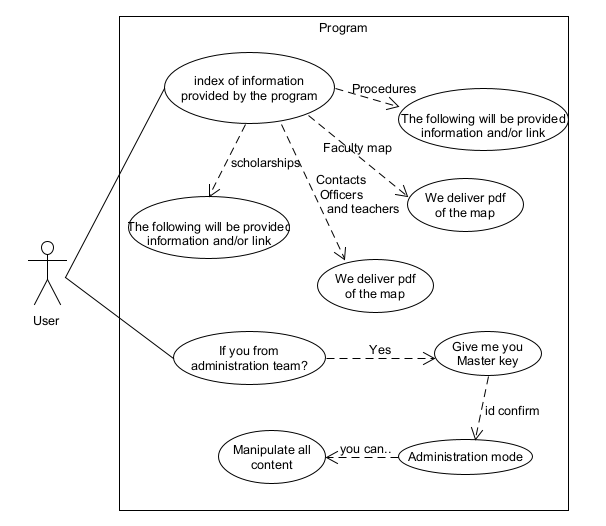 Program
index of information
provided by the program
Procedures
The following will be provided
information and/or link
Faculty map
scholarships
Contacts
Officers
and teachers
We deliver pdf
of the map
The following will be provided
information and/or link
We deliver pdf
of the map
User
If you from
administration team?
Yes
Give me you
Master key
id confirm
Manipulate all
content
you can..
Administration mode